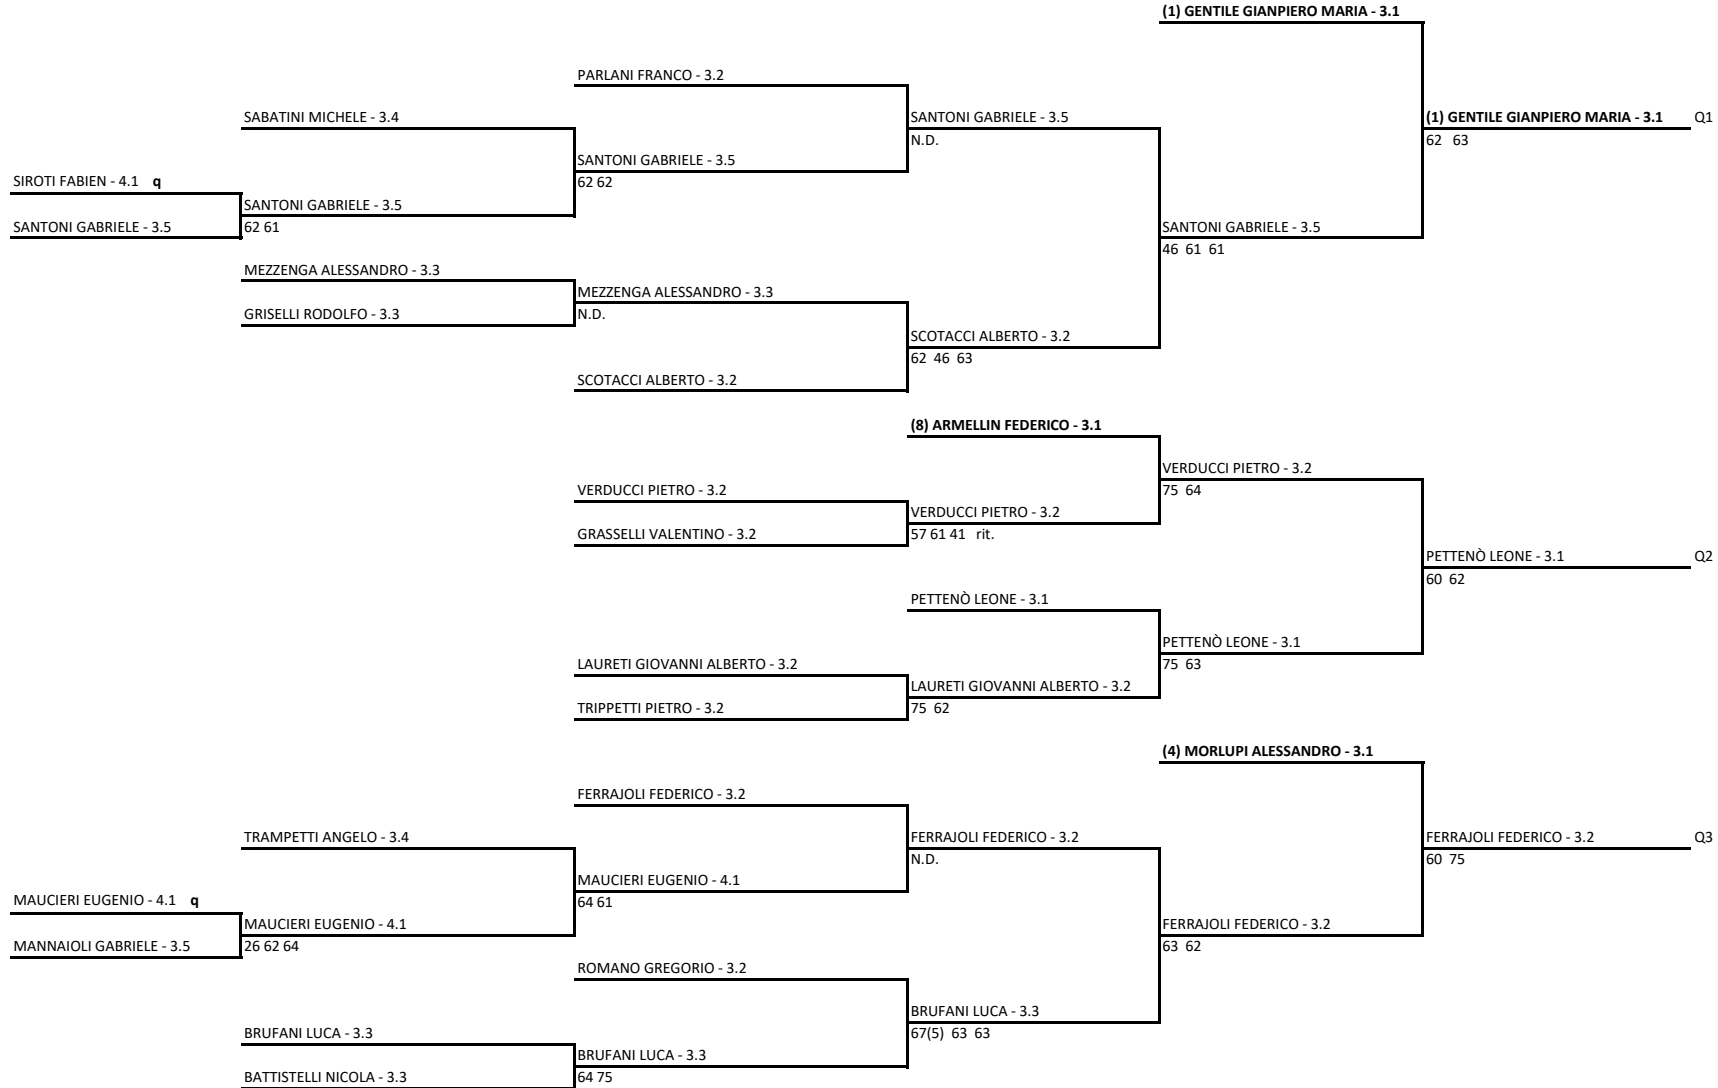 (1) GENTILE GIANPIERO MARIA - 3.1
PARLANI FRANCO - 3.2
SABATINI MICHELE - 3.4
SANTONI GABRIELE - 3.5
(1) GENTILE GIANPIERO MARIA - 3.1 Q1
N.D.
62 63
SANTONI GABRIELE - 3.5
SIROTI FABIEN - 4.1 q
62 62
SANTONI GABRIELE - 3.5
SANTONI GABRIELE - 3.5
62 61
SANTONI GABRIELE - 3.5
46 61 61
MEZZENGA ALESSANDRO - 3.3
MEZZENGA ALESSANDRO - 3.3
GRISELLI RODOLFO - 3.3
N.D.
SCOTACCI ALBERTO - 3.2
62 46 63
SCOTACCI ALBERTO - 3.2
(8) ARMELLIN FEDERICO - 3.1
VERDUCCI PIETRO - 3.2
VERDUCCI PIETRO - 3.2
75 64
VERDUCCI PIETRO - 3.2
GRASSELLI VALENTINO - 3.2
57 61 41 rit.
PETTENÒ LEONE - 3.1 Q2
60 62
PETTENÒ LEONE - 3.1
PETTENÒ LEONE - 3.1
LAURETI GIOVANNI ALBERTO - 3.2
75 63
LAURETI GIOVANNI ALBERTO - 3.2
TRIPPETTI PIETRO - 3.2
75 62
(4) MORLUPI ALESSANDRO - 3.1
FERRAJOLI FEDERICO - 3.2
TRAMPETTI ANGELO - 3.4
FERRAJOLI FEDERICO - 3.2
FERRAJOLI FEDERICO - 3.2 Q3
N.D.
60 75
MAUCIERI EUGENIO - 4.1
MAUCIERI EUGENIO - 4.1 q
64 61
MAUCIERI EUGENIO - 4.1
FERRAJOLI FEDERICO - 3.2
MANNAIOLI GABRIELE - 3.5
26 62 64
63 62
ROMANO GREGORIO - 3.2
BRUFANI LUCA - 3.3
BRUFANI LUCA - 3.3
67(5) 63 63
BRUFANI LUCA - 3.3
BATTISTELLI NICOLA - 3.3
64 75